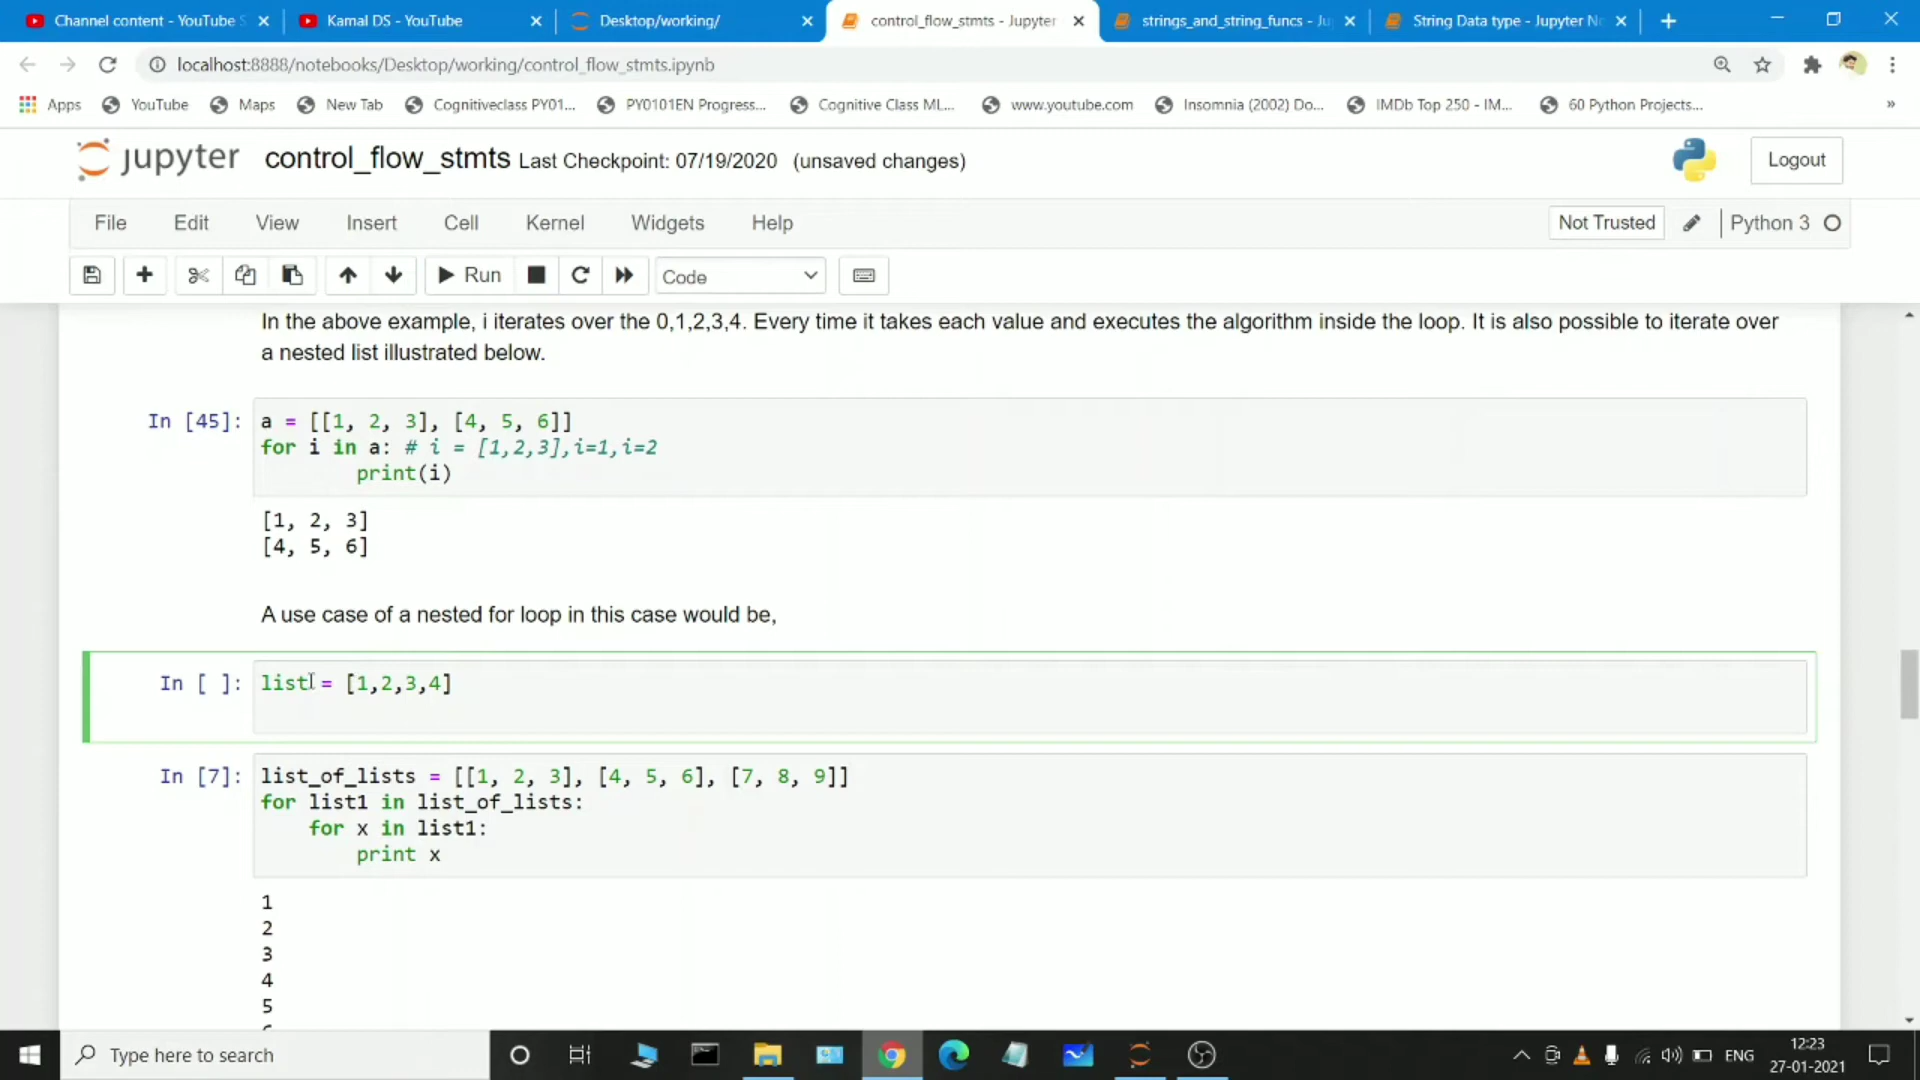 Channel content - YouTube S
Kamal DS - YouTube
Desktop/working/
control_flow_stmts - Jupyter
strings_and_string_funcs - Ju
String Data type - Jupyter No
localhost:8888/notebooks/Desktop/working/control_flow_stmts.ipynb
Apps
YouTube
Maps
New Tab
Cognitiveclass PY01...
PY0101EN Progress...
Cognitive Class ML...
www.youtube.com
Insomnia (2002) Do...
IMDb Top 250 - IM...
60 Python Projects...
»
jupyter control_flow_stmts Last Checkpoint: 07/19/2020 (unsaved changes)
Logout
File Edit View Insert Cell Kernel Widgets Help
Not Trusted
Python 3
Run
Code
In the above example, i iterates over the 0,1,2,3,4. Every time it takes each value and executes the algorithm inside the loop. It is also possible to iterate over
a nested list illustrated below.
In [45]: a = [[1, 2, 3], [4, 5, 6]]
for i in a: # i = [1,2,3],i=1,i=2
print(i)
[1, 2, 3]
[4, 5, 6]
A use case of a nested for loop in this case would be,
In [ ]: list = [1,2,3,4]
In [7]: list_of_lists = [[1, 2, 3], [4, 5, 6], [7, 8, 9]]
for list1 in list_of_lists:
for x in list1:
print x
1
2
3
4
5
Type here to search
ENG
12:23
27-01-2021